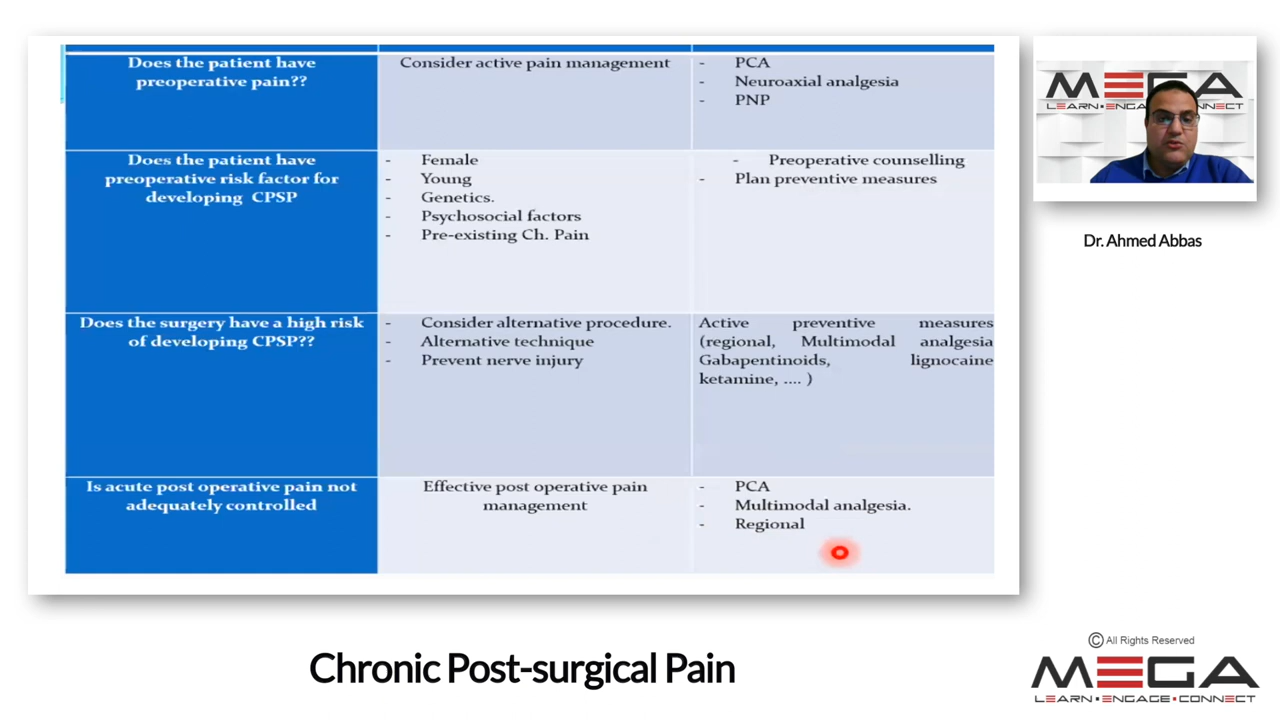 Does the patient have
preoperative pain??
Consider active pain management
- PCA
- Neuroaxial analgesia
- PNP
Does the patient have
preoperative risk factor for
developing CPSP
- Female
- Young
- Genetics.
- Psychosocial factors
- Pre-existing Ch. Pain
- Preoperative counselling
- Plan preventive measures
Does the surgery have a high risk
of developing CPSP??
- Consider alternative procedure.
- Alternative technique
- Prevent nerve injury
Active preventive measures
(regional, Multimodal analgesia
Gabapentinoids, lignocaine
ketamine, .... )
Is acute post operative pain not
adequately controlled
Effective post operative pain
management
- PCA
- Multimodal analgesia.
- Regional
MEGA
LEARN•ENGA
NNECT
Dr. Ahmed Abbas
Chronic Post-surgical Pain
© All Rights Reserved
MEGA
LEARN•ENGAGE•CONNECT